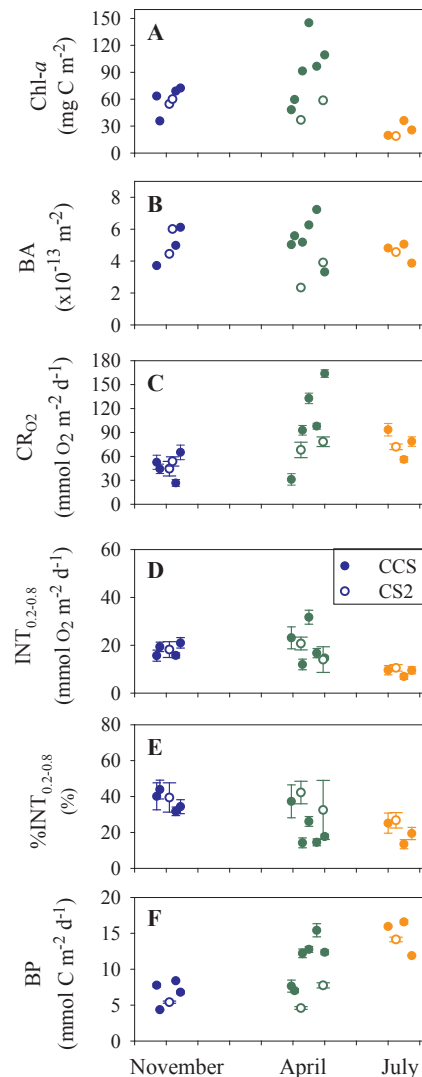 A
Chl-a
(mg C m-2)
150
120
90
60
30
0
B
BA
(x10-13 m-2)
8
6
4
2
0
C
CRO2
(mmol O2 m-2 d-1)
180
150
120
90
60
30
0
D
INT0.2-0.8
(mmol O2 m-2 d-1)
60
40
20
0
CCS
CS2
E
%INT0.2-0.8
(%)
80
60
40
20
0
F
BP
(mmol C m-2 d-1)
20
15
10
5
0
November April July